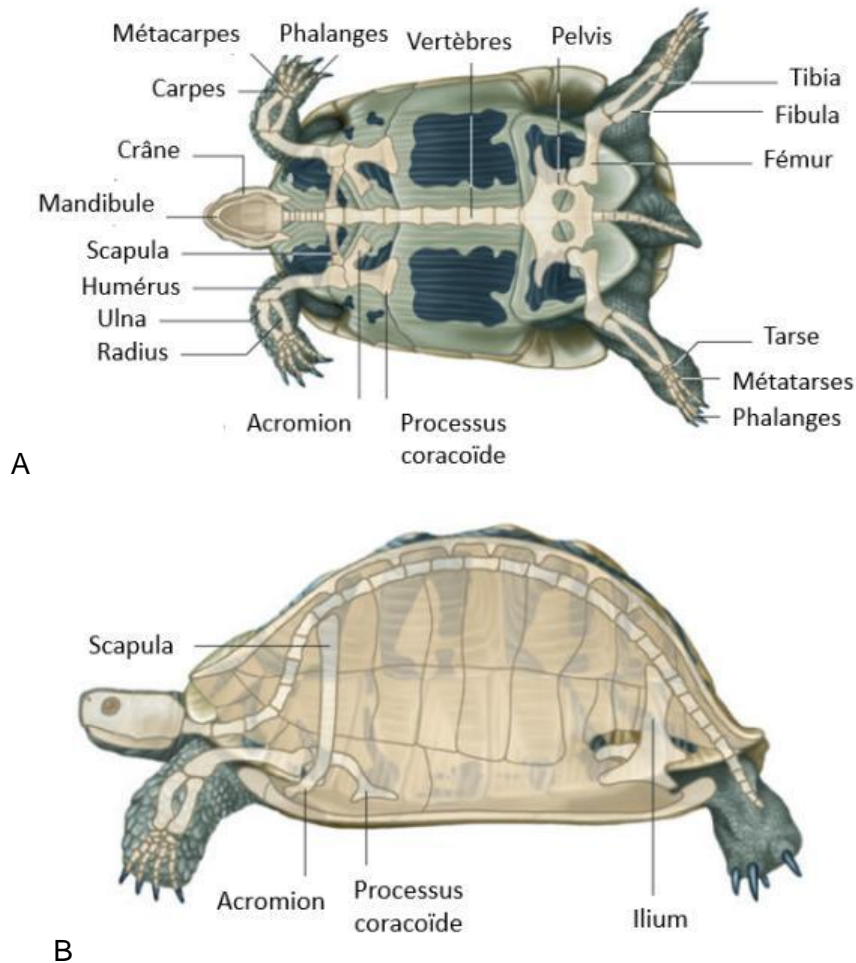 Métacarpes
Phalanges
Vertèbres
Pelvis
Carpes
Tibia
Fibula
Crâne
Fémur
Mandibule
Scapula
Humérus
Ulna
Radius
Tarse
Métatarses
Phalanges
Acromion
Processus
coracoïde
A
Scapula
Acromion
Processus
coracoïde
Ilium
B